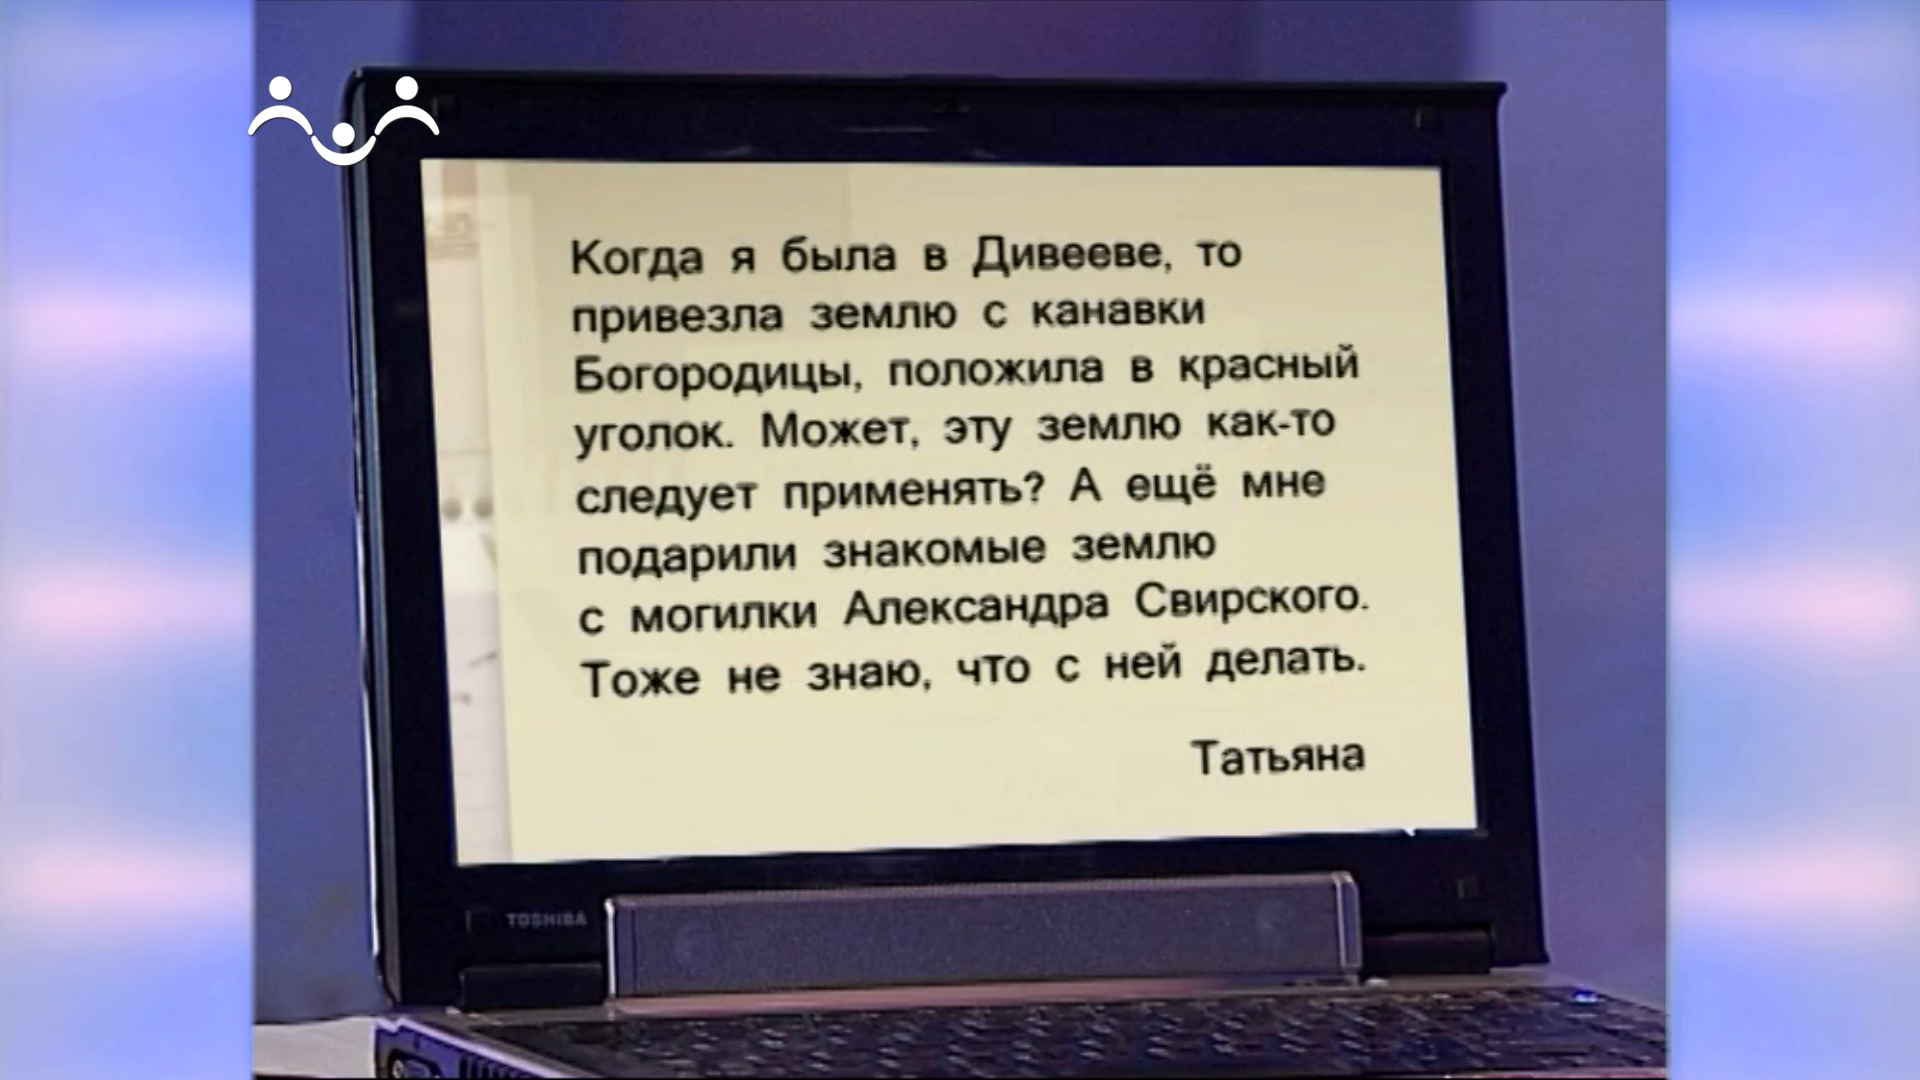 Когда я была в Дивееве, то
привезла землю с канавки
Богородицы, положила в красный
уголок. Может, эту землю как-то
следует применять? А ещё мне
подарили знакомые землю
с могилки Александра Свирского.
Тоже не знаю, что с ней делать.
Татьяна
TOSHIBA